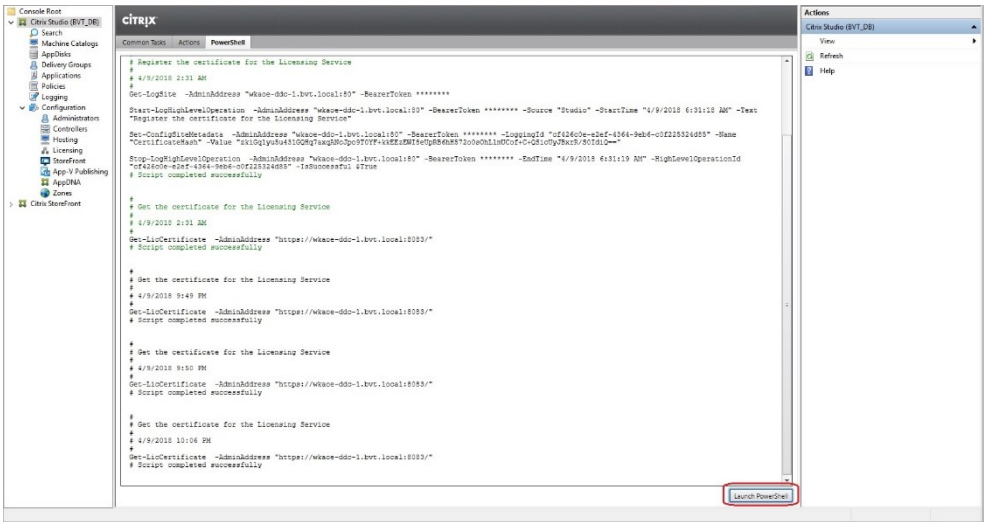 Console Root
Citrix Studio (BVT_DB)
Search
Machine Catalogs
AppDisks
Delivery Groups
Applications
Policies
Logging
Configuration
Administrators
Controllers
Hosting
Licensing
StoreFront
App-V Publishing
AppDNA
Zones
Citrix StoreFront
CITRIX
Common Tasks Actions PowerShell
# Register the certificate for the Licensing Service
#
# 4/9/2018 2:31 AM
#
Get-LogSite -AdminAddress "wkace-ddc-1.bvt.local:80" -BearerToken ********
Start-LogHighLevelOperation -AdminAddress "wkace-ddc-1.bvt.local:80" -BearerToken ******** -Source "Studio" -StartTime "4/9/2018 6:31:18 AM" -Text
"Register the certificate for the Licensing Service"
Set-ConfigSiteMetadata -AdminAddress "wkace-ddc-1.bvt.local:80" -BearerToken ******** -LoggingId "cf426c0e-e2ef-4364-9eb6-c0f225324d85" -Name
"CertificateHash" -Value
Stop-LogHighLevelOperation -AdminAddress "wkace-ddc-1.bvt.local:80" -BearerToken ******** -EndTime "4/9/2018 6:31:19 AM" -HighLevelOperationId
"cf426c0e-e2ef-4364-9eb6-c0f225324d85" -IsSuccessful $True
# Script completed successfully
#
# Get the certificate for the Licensing Service
#
# 4/9/2018 2:31 AM
#
Get-LicCertificate -AdminAddress "https://wkace-ddc-1.bvt.local:8083/"
# Script completed successfully
#
# Get the certificate for the Licensing Service
#
# 4/9/2018 9:49 PM
#
Get-LicCertificate -AdminAddress "https://wkace-ddc-1.bvt.local:8083/"
# Script completed successfully
#
# Get the certificate for the Licensing Service
#
# 4/9/2018 9:50 PM
#
Get-LicCertificate -AdminAddress "https://wkace-ddc-1.bvt.local:8083/"
# Script completed successfully
#
# Get the certificate for the Licensing Service
#
# 4/9/2018 10:06 PM
#
Get-LicCertificate -AdminAddress "https://wkace-ddc-1.bvt.local:8083/"
# Script completed successfully
Launch PowerShell
Actions
Citrix Studio (BVT_DB)
View
Refresh
Help